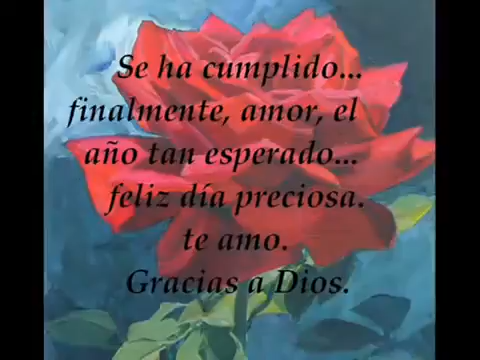 Se ha cumplido...
finalmente, amor, el
año tan esperado...
feliz día preciosa.
te amo.
Gracias a Dios.